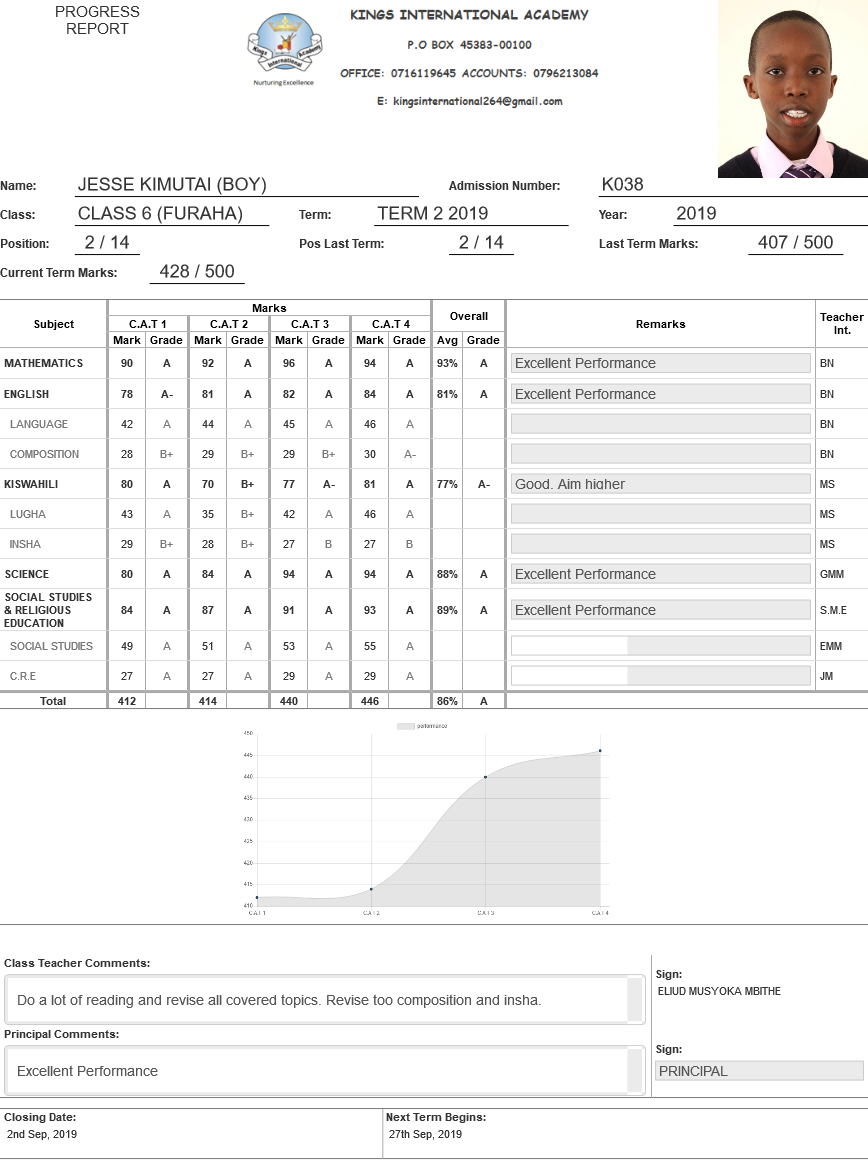 PROGRESS
REPORT
KINGS INTERNATIONAL ACADEMY
P.O BOX 45383-00100
OFFICE: 0716119645 ACCOUNTS: 0796213084
E: kingsinternational264@gmail.com
Kings Academy
International
Nurturing Excellence
Name: JESSE KIMUTAI (BOY) Admission Number: K038
Class: CLASS 6 (FURAHA) Term: TERM 2 2019 Year: 2019
Position: 2 / 14 Pos Last Term: 2 / 14 Last Term Marks: 407 / 500
Current Term Marks: 428 / 500
Subject Marks Overall Remarks Teacher Int.
C.A.T 1 C.A.T 2 C.A.T 3 C.A.T 4
Mark Grade Mark Grade Mark Grade Mark Grade Avg Grade
MATHEMATICS 90 A 92 A 96 A 94 A 93% A Excellent Performance BN
ENGLISH 78 A- 81 A 82 A 84 A 81% A Excellent Performance BN
LANGUAGE 42 A 44 A 45 A 46 A BN
COMPOSITION 28 B+ 29 B+ 29 B+ 30 A- BN
KISWAHILI 80 A 70 B+ 77 A- 81 A 77% A- Good. Aim higher MS
LUGHA 43 A 35 B+ 42 A 46 A MS
INSHA 29 B+ 28 B+ 27 B 27 B MS
SCIENCE 80 A 84 A 94 A 94 A 88% A Excellent Performance GMM
SOCIAL STUDIES
& RELIGIOUS 84 A 87 A 91 A 93 A 89% A Excellent Performance S.M.E
EDUCATION
SOCIAL STUDIES 49 A 51 A 53 A 55 A EMM
C.R.E 27 A 27 A 29 A 29 A JM
Total 412 414 440 446 86% A
performance
450
445
440
435
430
425
420
415
410
C.A.T 1 C.A.T 2 C.A.T 3 C.A.T 4
Class Teacher Comments:
Do a lot of reading and revise all covered topics. Revise too composition and insha.
Sign:
ELIUD MUSYOKA MBITHE
Principal Comments:
Excellent Performance
Sign:
PRINCIPAL
Closing Date: Next Term Begins:
2nd Sep, 2019 27th Sep, 2019